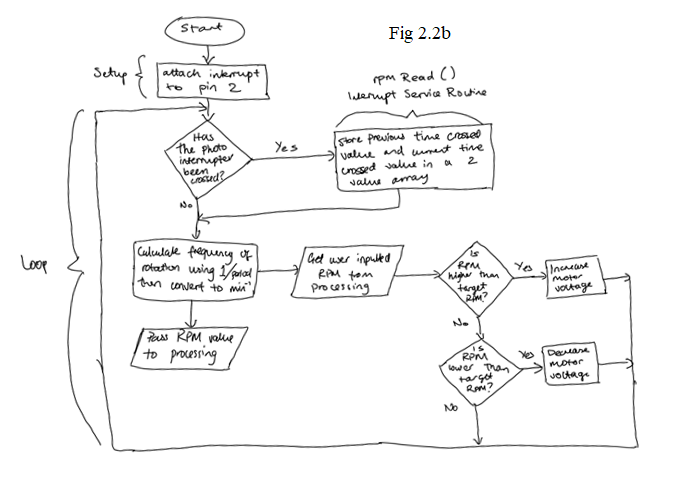 Fig 2.2b
Start
Setup
attach interrupt
to pin 2
rpm Read ()
Interrupt Service Routine
Has
the photo
interrupter
been
crossed?
Yes
Store Previous time crossed
value and current time
crossed value in a 2
value array
No
Loop
Calculate frequency of
rotation using 1/period
then convert to min⁻¹
Get user inputted
RPM from
processing
Is
RPM
higher than
target
RPM?
Yes
Increase
motor
voltage
No
Pass RPM value
to processing
Is
RPM
lower than
target
RPM?
Yes
Decrease
motor
voltage
No